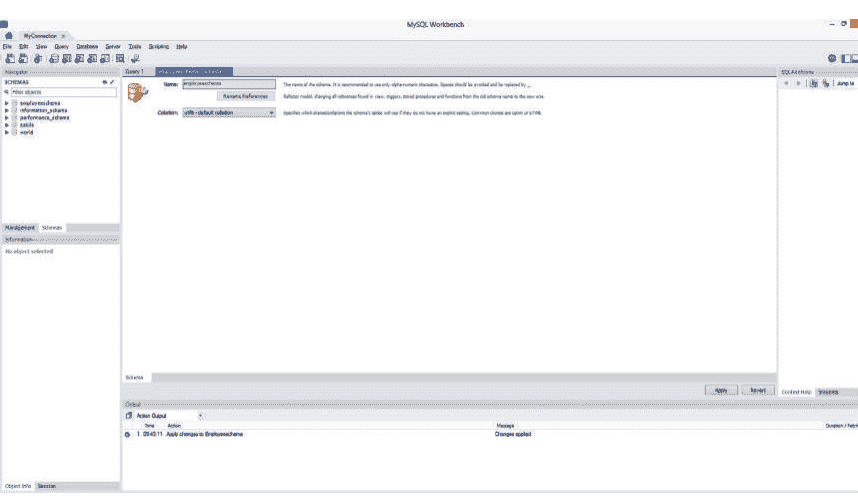 MySQL Workbench
MyConnection ×
File Edit View Query Database Server Tools Scripting Help
Navigator
Query 1
SCHEMAS
Filter objects
employeeschema
information_schema
performance_schema
sakila
world
Name: employeeschema
The name of the schema. It is recommended to use only alpha-numeric characters. Spaces should be avoided and be replaced by _
Rename References
Refactor model, changing all references found in view, triggers, stored procedures and functions from the old schema name to the new one.
Collation: utf8 - default collation
Specifies which charset/collations the schema's tables will use if they do not have an explicit setting. Common choices are Latin1 or UTF8.
Jump to
Management Schemas
Information
No object selected
Schema
Apply Revert
Context Help Snippets
Output
Action Output
Time Action Message Duration / Fetch
1 Apply changes to Employeeschema Changes applied
Object Info Session